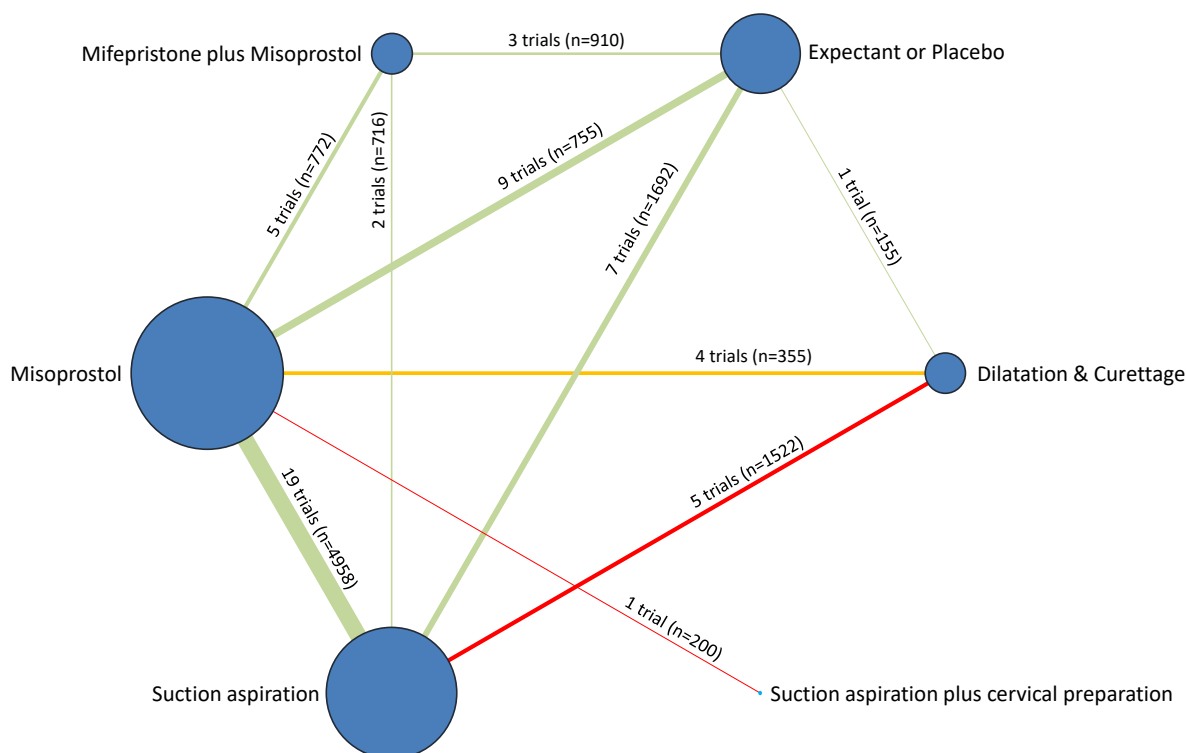 3 trials (n=910)
Mifepristone plus Misoprostol
Expectant or Placebo
5 trials (n=772)
2 trials (n=716)
9 trials (n=755)
7 trials (n=1692)
1 trial (n=155)
4 trials (n=355)
Misoprostol
Dilatation & Curettage
19 trials (n=4958)
5 trials (n=1522)
1 trial (n=200)
Suction aspiration
Suction aspiration plus cervical preparation